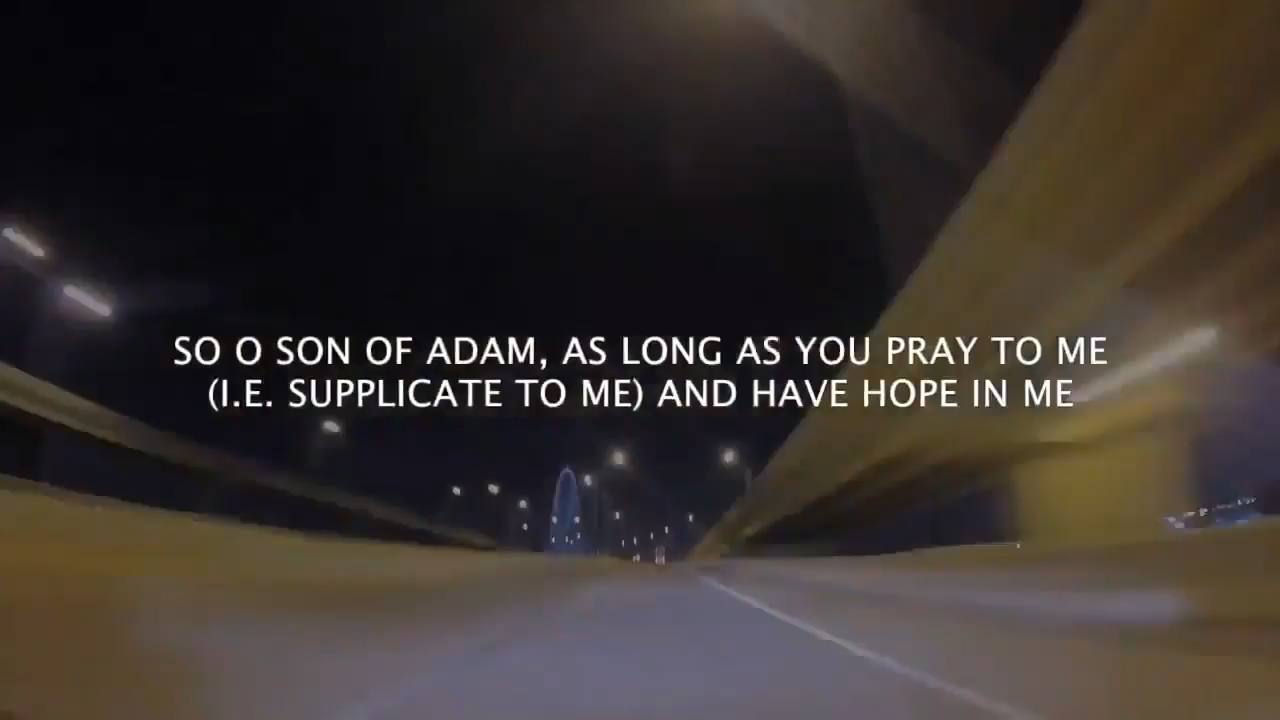 SO O SON OF ADAM, AS LONG AS YOU PRAY TO ME
(I.E. SUPPLICATE TO ME) AND HAVE HOPE IN ME